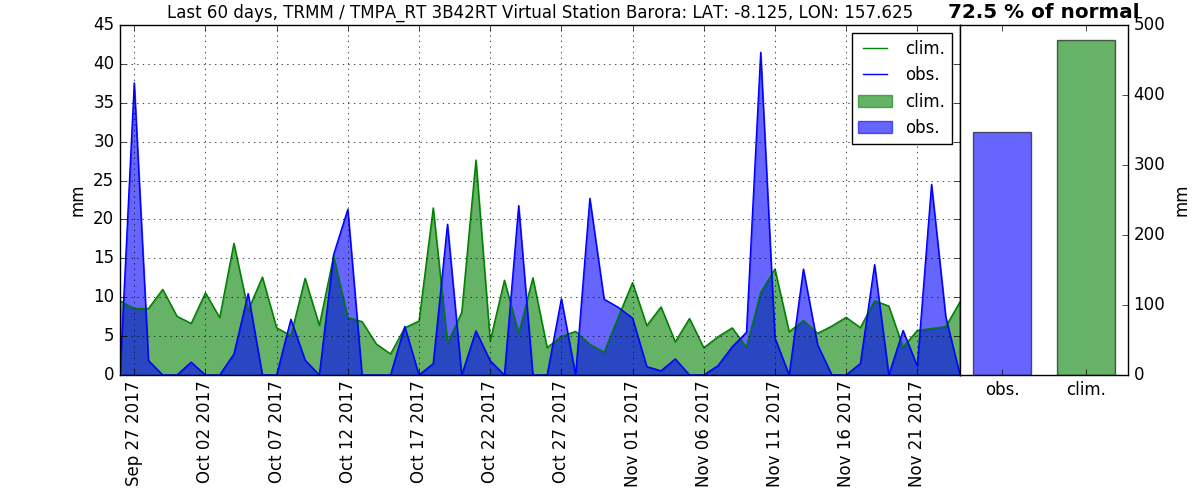 Last 60 days, TRMM / TMPA_RT 3B42RT Virtual Station Barora: LAT: -8.125, LON: 157.625
72.5 % of normal
45
40
35
30
25
20
15
10
5
0
mm
clim.
obs.
clim.
obs.
500
400
300
200
100
0
mm
obs.
clim.
Sep 27 2017
Oct 02 2017
Oct 07 2017
Oct 12 2017
Oct 17 2017
Oct 22 2017
Oct 27 2017
Nov 01 2017
Nov 06 2017
Nov 11 2017
Nov 16 2017
Nov 21 2017